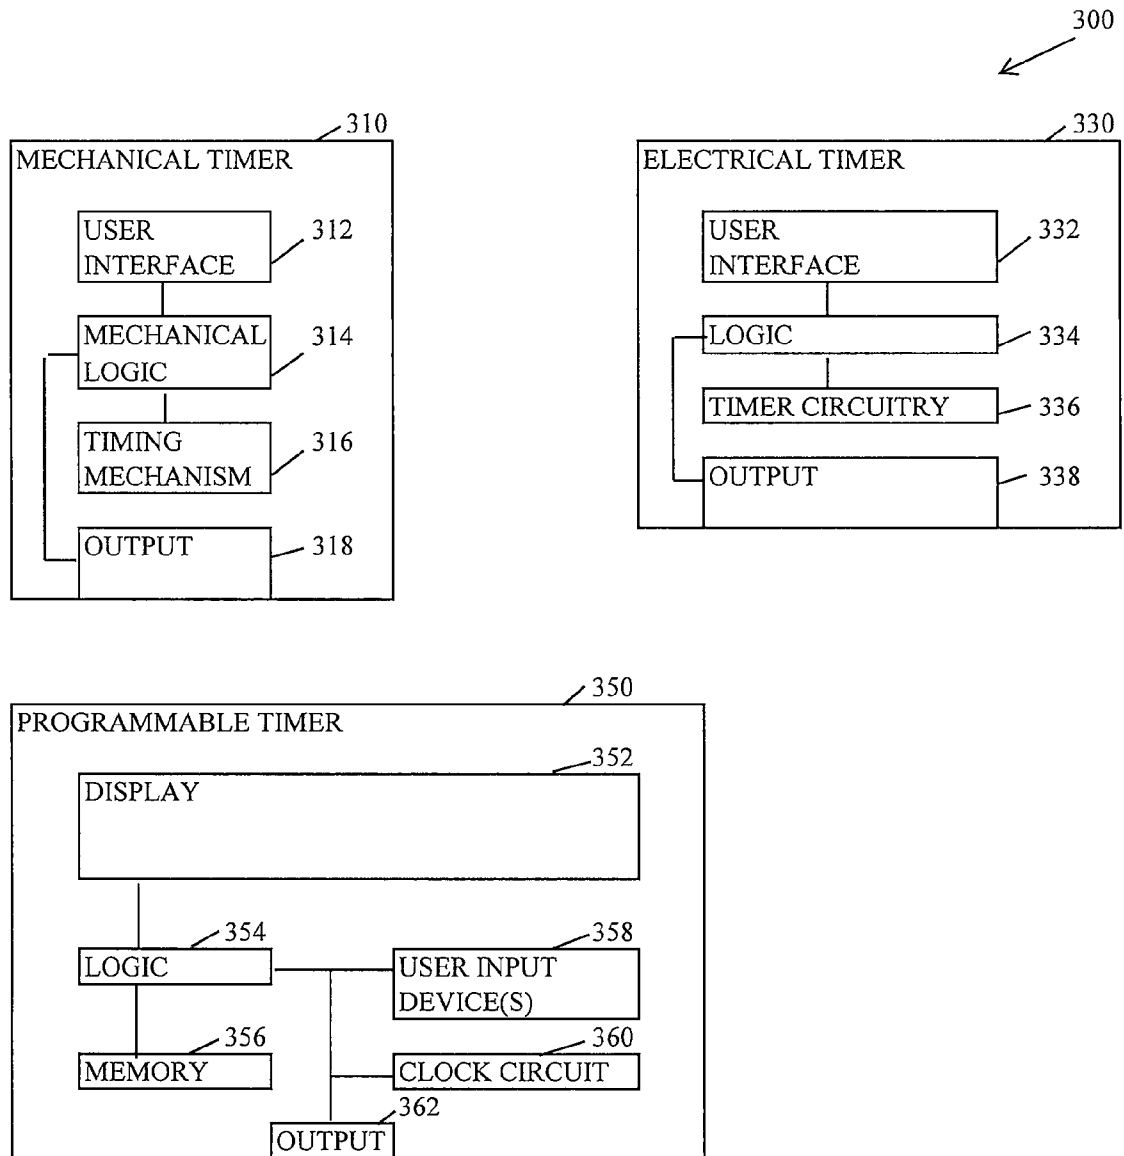 300
310
MECHANICAL TIMER
USER
INTERFACE
312
MECHANICAL
LOGIC
314
TIMING
MECHANISM
316
OUTPUT
318
330
ELECTRICAL TIMER
USER
INTERFACE
332
LOGIC
334
TIMER CIRCUITRY
336
OUTPUT
338
350
PROGRAMMABLE TIMER
352
DISPLAY
354
LOGIC
358
USER INPUT
DEVICE(S)
356
MEMORY
360
CLOCK CIRCUIT
362
OUTPUT